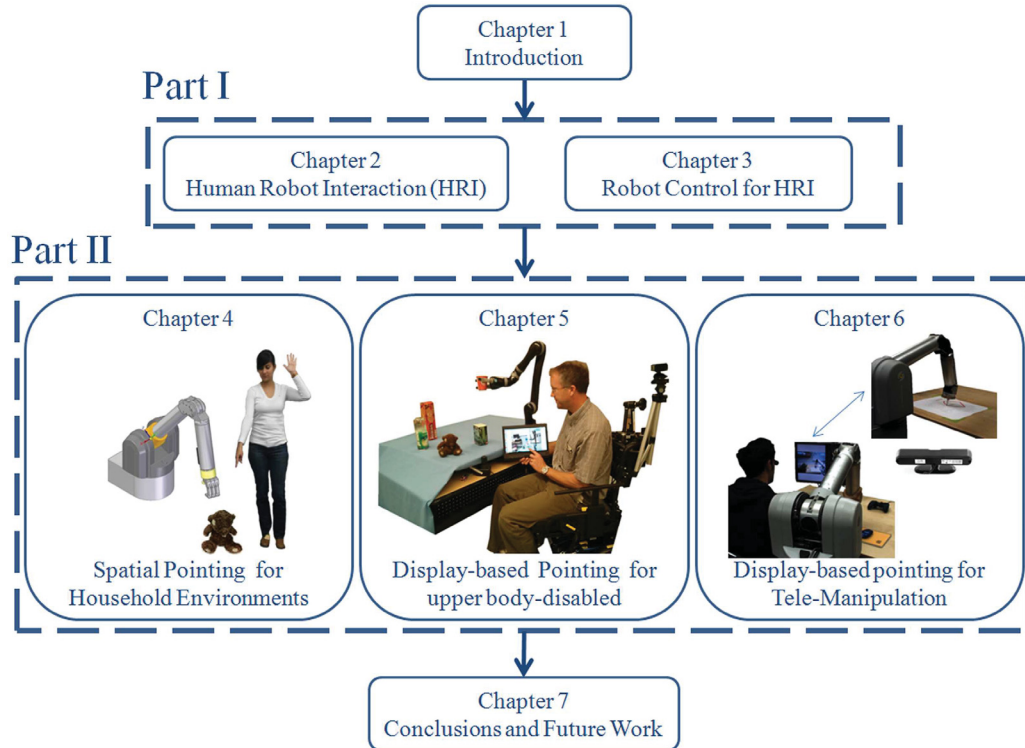 Chapter 1
Introduction
Part I
Chapter 2
Human Robot Interaction (HRI)
Chapter 3
Robot Control for HRI
Part II
Chapter 4
Spatial Pointing for
Household Environments
Chapter 5
Display-based Pointing for
upper body-disabled
Chapter 6
Display-based pointing for
Tele-Manipulation
Chapter 7
Conclusions and Future Work